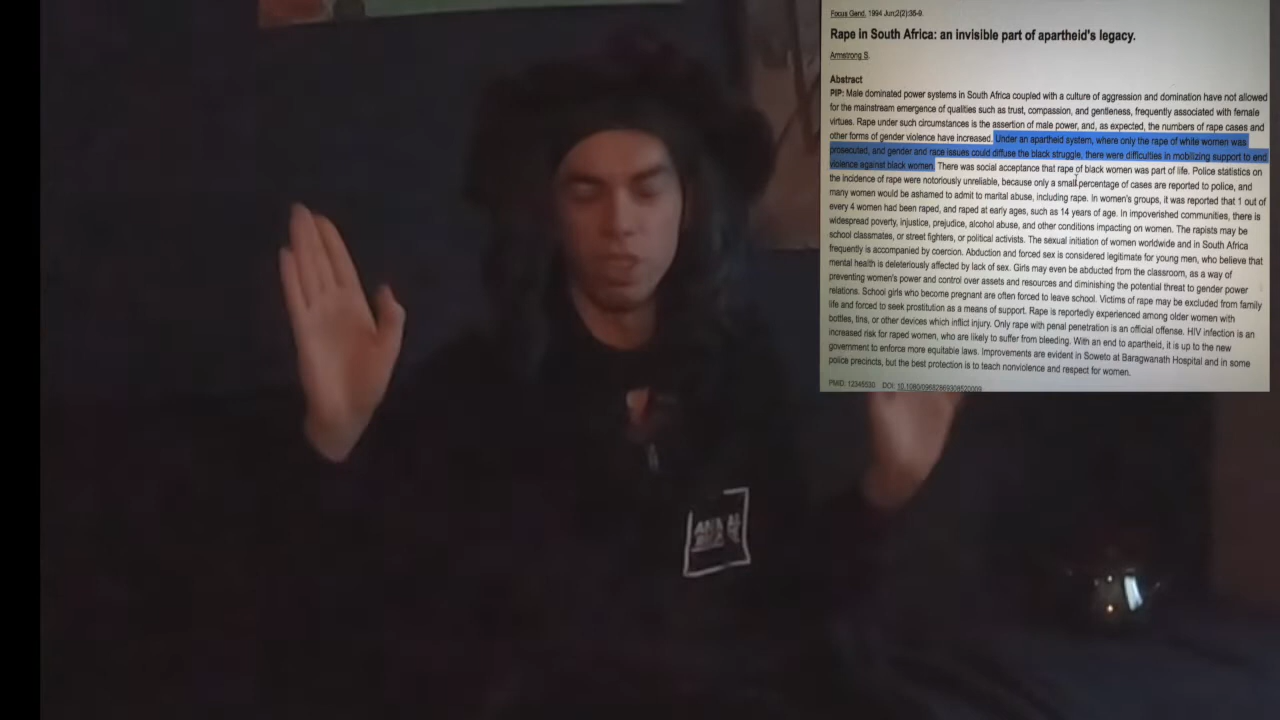 Focus Gend. 1994 Jun;2(2):35-9.
Rape in South Africa: an invisible part of apartheid's legacy.
Armstrong S.
Abstract
PIP: Male dominated power systems in South Africa coupled with a culture of aggression and domination have not allowed
for the mainstream emergence of qualities such as trust, compassion, and gentleness, frequently associated with female
virtues. Rape under such circumstances is the assertion of male power, and, as expected, the numbers of rape cases and
other forms of gender violence have increased. Under an apartheid system, where only the rape of white women was
prosecuted, and gender and race issues could diffuse the black struggle, there were difficulties in mobilizing support to end
violence against black women. There was social acceptance that rape of black women was part of life. Police statistics on
the incidence of rape were notoriously unreliable, because only a small percentage of cases are reported to police, and
many women would be ashamed to admit to marital abuse, including rape. In women's groups, it was reported that 1 out of
every 4 women had been raped, and raped at early ages, such as 14 years of age. In impoverished communities, there is
widespread poverty, injustice, prejudice, alcohol abuse, and other conditions impacting on women. The rapists may be
school classmates, or street fighters, or political activists. The sexual initiation of women worldwide and in South Africa
frequently is accompanied by coercion. Abduction and forced sex is considered legitimate for young men, who believe that
mental health is deleteriously affected by lack of sex. Girls may even be abducted from the classroom, as a way of
preventing women's power and control over assets and resources and diminishing the potential threat to gender power
relations. School girls who become pregnant are often forced to leave school. Victims of rape may be excluded from family
life and forced to seek prostitution as a means of support. Rape is reportedly experienced among older women with
bottles, tins, or other devices which inflict injury. Only rape with penal penetration is an official offense. HIV infection is an
increased risk for raped women, who are likely to suffer from bleeding. With an end to apartheid, it is up to the new
government to enforce more equitable laws. Improvements are evident in Soweto at Baragwanath Hospital and in some
police precincts, but the best protection is to teach nonviolence and respect for women.
PMID: 12345530 DOI: